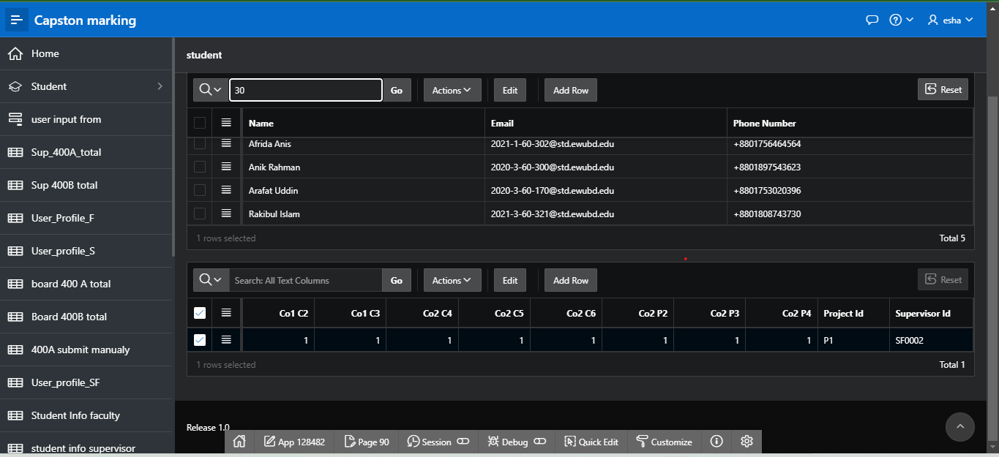 Capston marking
esha
Home
Student
user input from
Sup_400A_total
Sup 400B total
User_Profile_F
User_profile_S
board 400 A total
Board 400B total
400A submit manualy
User_profile_SF
Student Info faculty
student info supervisor
student
30 Go Actions Edit Add Row Reset
Name Email Phone Number
Afrida Anis 2021-1-60-302@std.ewubd.edu +8801756464564
Anik Rahman 2020-3-60-300@std.ewubd.edu +8801897543623
Arafat Uddin 2020-3-60-170@std.ewubd.edu +8801753020396
Rakibul Islam 2021-3-60-321@std.ewubd.edu +8801808743730
1 rows selected Total 5
Search: All Text Columns Go Actions Edit Add Row Reset
Co1 C2 Co1 C3 Co2 C4 Co2 C5 Co2 C6 Co2 P2 Co2 P3 Co2 P4 Project Id Supervisor Id
1 1 1 1 1 1 1 1 P1 SF0002
1 rows selected Total 1
Release 1.0
App 128482 Page 90 Session Debug Quick Edit Customize